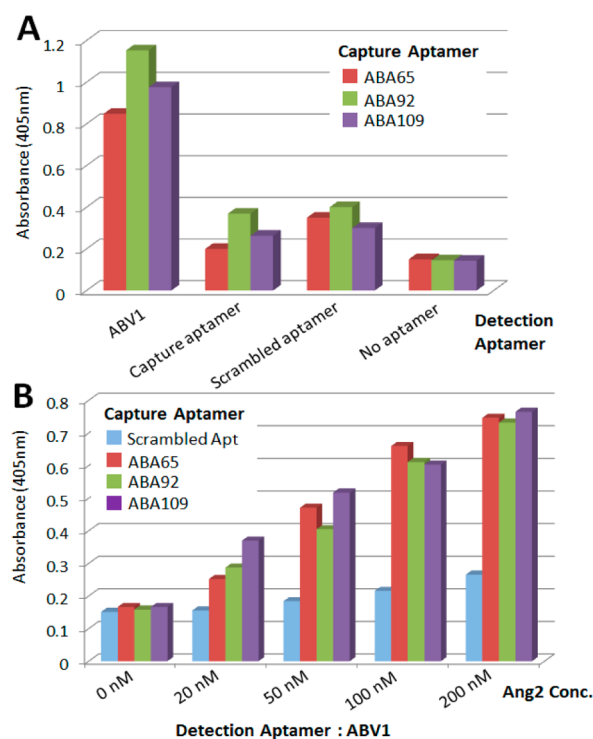 A
Capture Aptamer
ABA65
ABA92
ABA109
Absorbance (405nm)
1.2
1
0.8
0.6
0.4
0.2
0
ABV1
Capture aptamer
Scrambled aptamer
No aptamer
Detection
Aptamer
B
Capture Aptamer
Scrambled Apt
ABA65
ABA92
ABA109
Absorbance (405nm)
0.8
0.7
0.6
0.5
0.4
0.3
0.2
0.1
0
0 nM
20 nM
50 nM
100 nM
200 nM
Ang2 Conc.
Detection Aptamer : ABV1